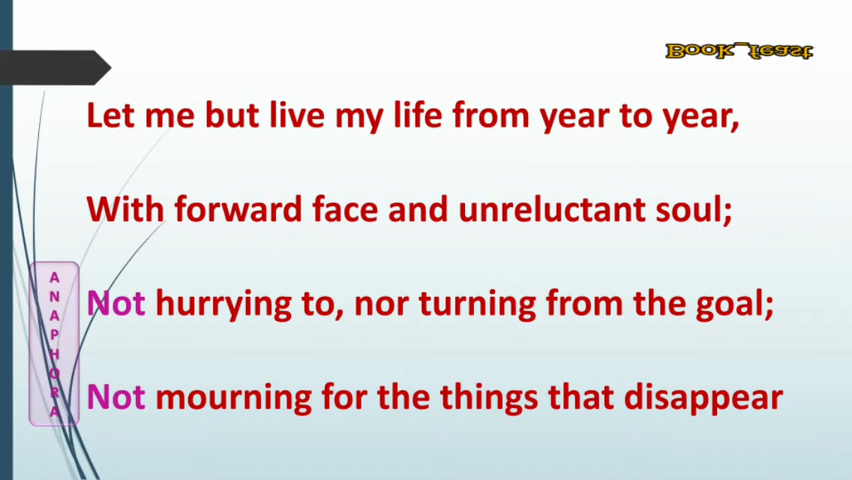 Book_feast
Let me but live my life from year to year,
With forward face and unreluctant soul;
Not hurrying to, nor turning from the goal;
Not mourning for the things that disappear
ANAPHORA